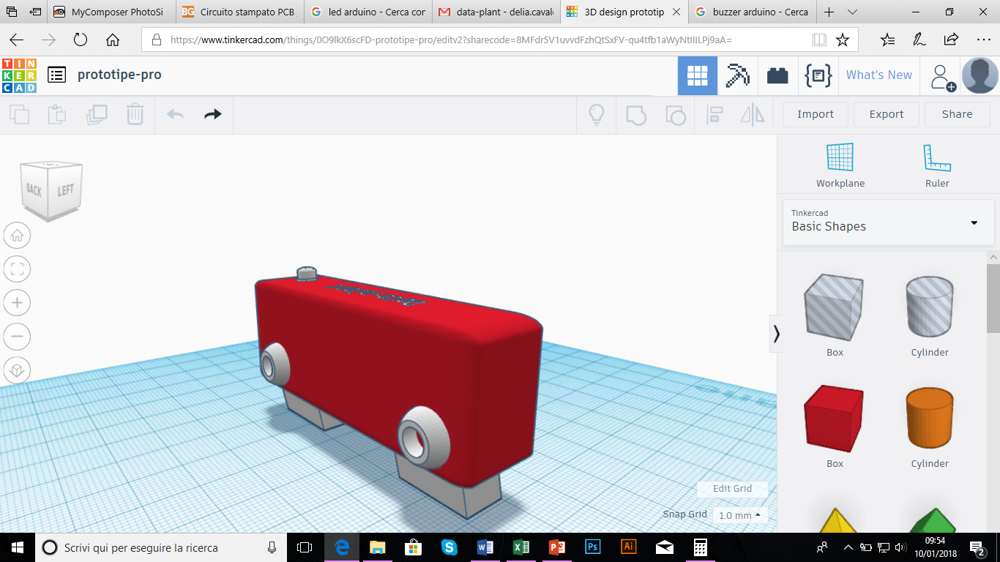 MyComposer PhotoSi
BG Circuito stampato PCB
G led arduino - Cerca cor
data-plant - delia.caval
3D design prototip
G buzzer arduino - Cerca
https://www.tinkercad.com/things/0O9lkX6scFD-prototipe-pro/editv2?sharecode=8MFdr5V1uvvdFzhQtSxFV-qu4tfb1aWyNtIIILPj9aA=
TIN
KER
CAD
prototipe-pro
What's New
Import
Export
Share
BACK
LEFT
Workplane
Ruler
Tinkercad
Basic Shapes
Box
Cylinder
Box
Cylinder
Edit Grid
Snap Grid
1.0 mm
Scrivi qui per eseguire la ricerca
Ps
Ai
09:54
10/01/2018
2